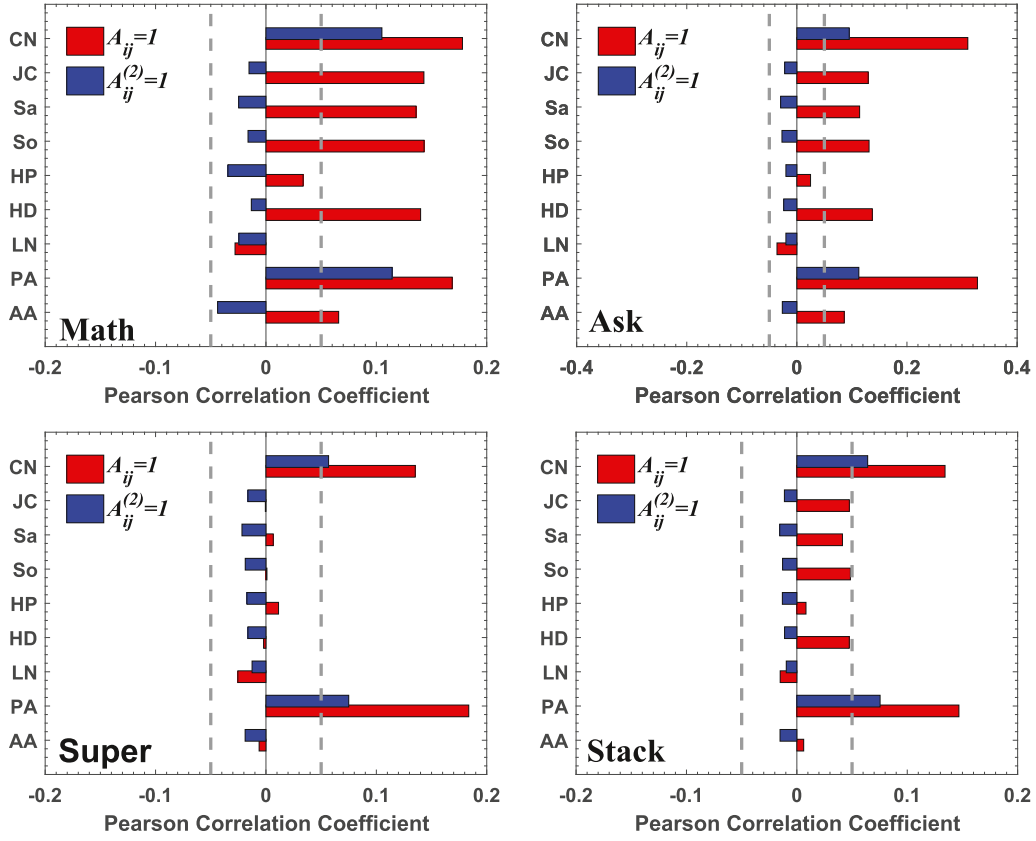 CN
JC
Sa
So
HP
HD
LN
PA
AA
A_ij=1
A_ij^(2)=1
Math
-0.2 -0.1 0 0.1 0.2
Pearson Correlation Coefficient
CN
JC
Sa
So
HP
HD
LN
PA
AA
A_ij=1
A_ij^(2)=1
Ask
-0.4 -0.2 0 0.2 0.4
Pearson Correlation Coefficient
CN
JC
Sa
So
HP
HD
LN
PA
AA
A_ij=1
A_ij^(2)=1
Super
-0.2 -0.1 0 0.1 0.2
Pearson Correlation Coefficient
CN
JC
Sa
So
HP
HD
LN
PA
AA
A_ij=1
A_ij^(2)=1
Stack
-0.2 -0.1 0 0.1 0.2
Pearson Correlation Coefficient